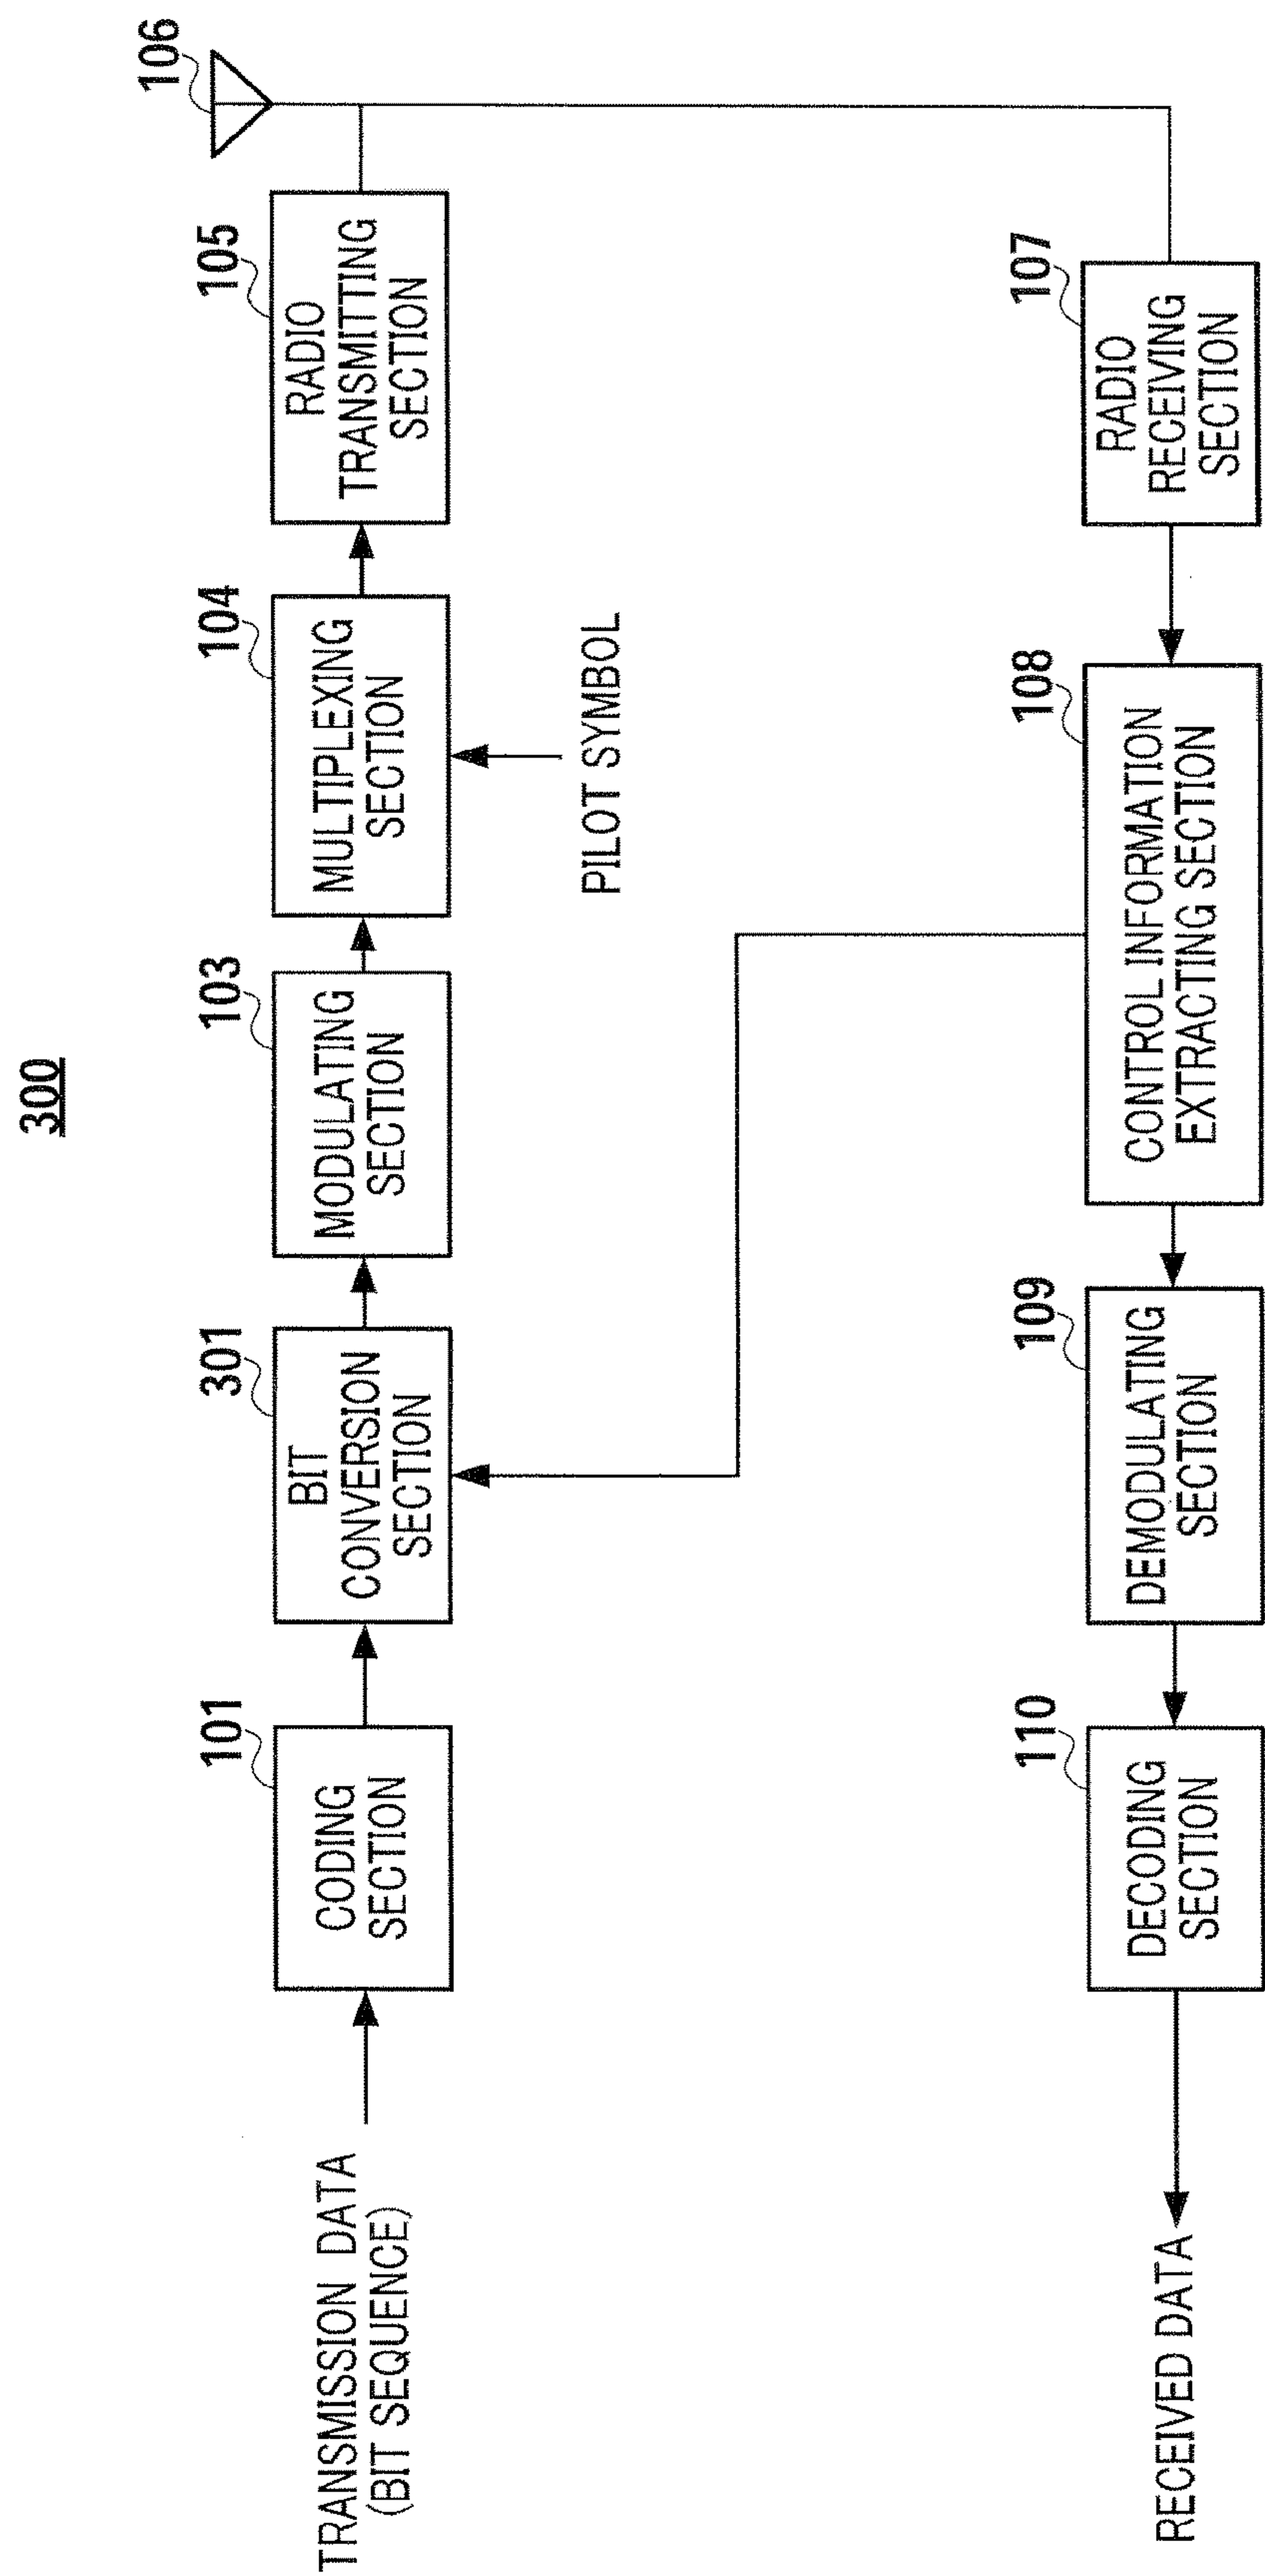 300
106
105
RADIO
TRANSMITTING
SECTION
104
MULTIPLEXING
SECTION
PILOT SYMBOL
103
MODULATING
SECTION
301
BIT
CONVERSION
SECTION
101
CODING
SECTION
TRANSMISSION DATA
(BIT SEQUENCE)
107
RADIO
RECEIVING
SECTION
108
CONTROL INFORMATION
EXTRACTING SECTION
109
DEMODULATING
SECTION
110
DECODING
SECTION
RECEIVED DATA